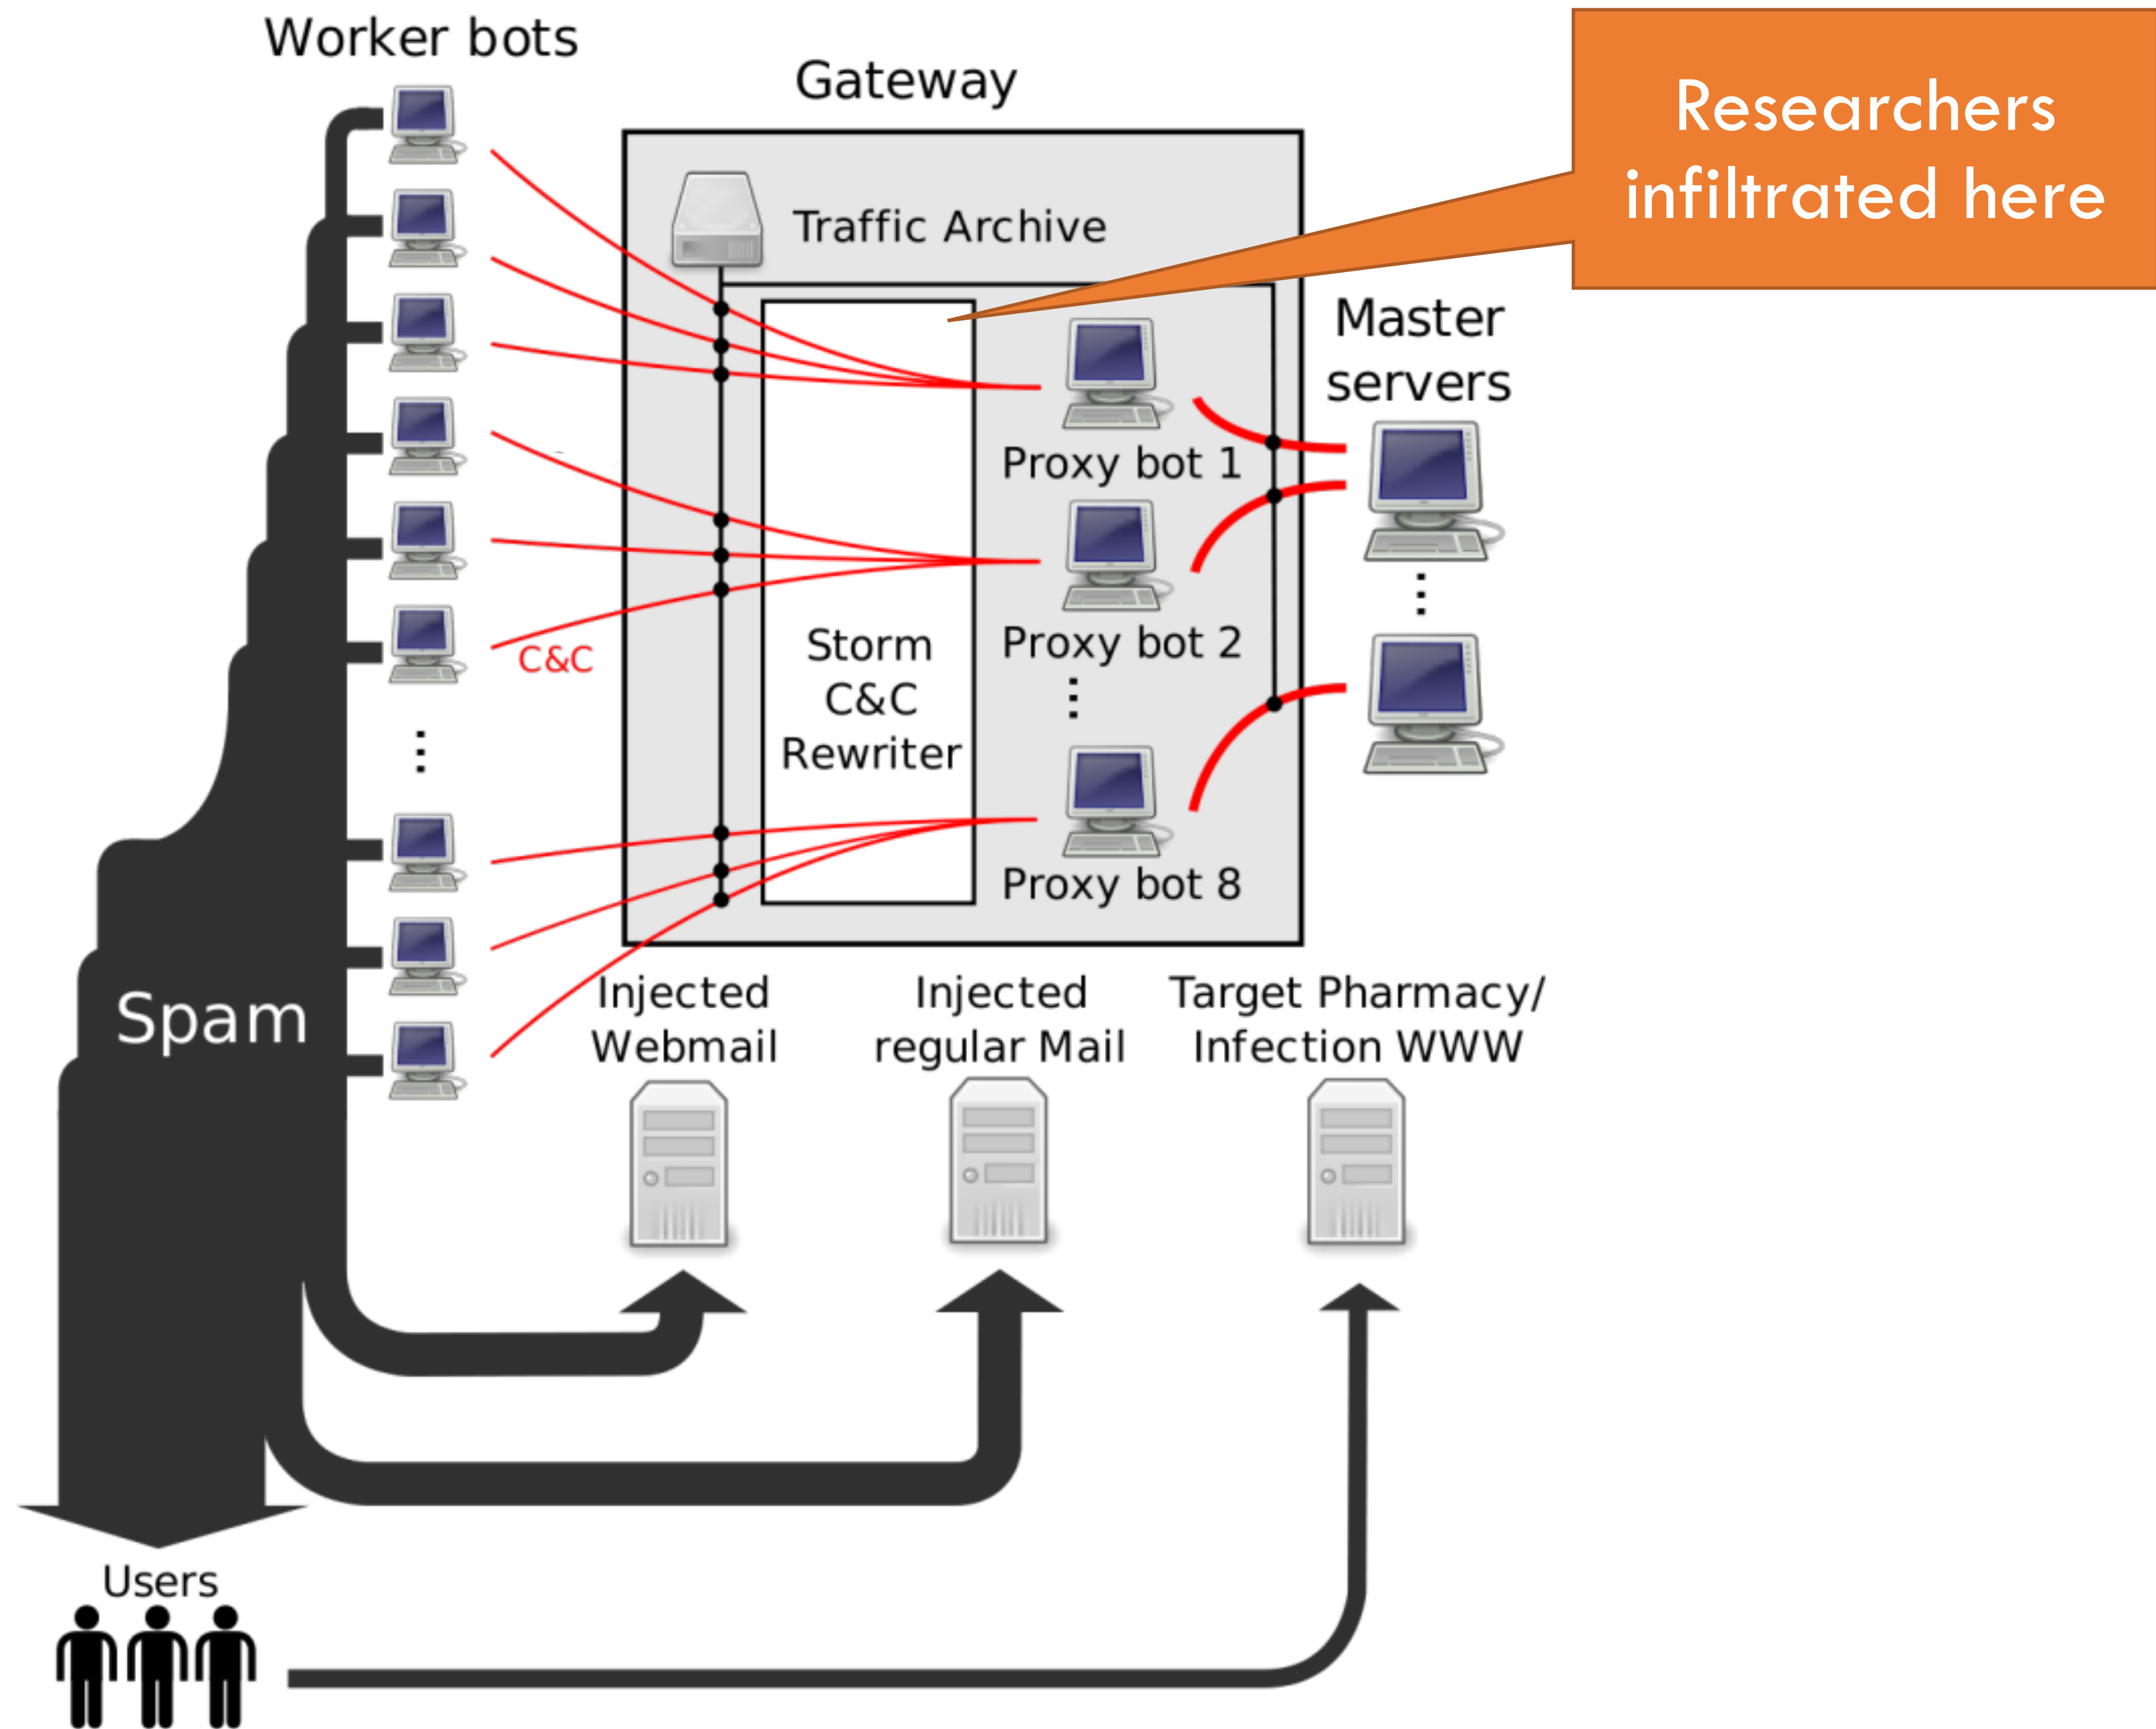 Worker bots
Gateway
Researchers
infiltrated here
Traffic Archive
Master
servers
Proxy bot 1
Proxy bot 2
C&C
Storm
C&C
Rewriter
Proxy bot 8
Spam
Injected
Webmail
Injected
regular Mail
Target Pharmacy/
Infection WWW
Users